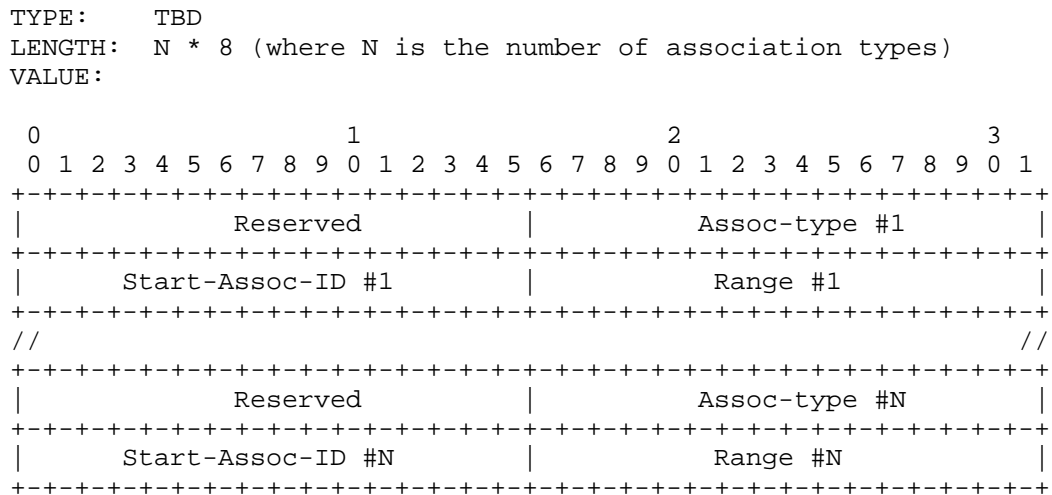 TYPE:     TBD
LENGTH:  N * 8 (where N is the number of association types)
VALUE:

 0                   1                   2                   3
 0 1 2 3 4 5 6 7 8 9 0 1 2 3 4 5 6 7 8 9 0 1 2 3 4 5 6 7 8 9 0 1
+-+-+-+-+-+-+-+-+-+-+-+-+-+-+-+-+-+-+-+-+-+-+-+-+-+-+-+-+-+-+-+-+
|             Reserved          |          Assoc-type #1        |
+-+-+-+-+-+-+-+-+-+-+-+-+-+-+-+-+-+-+-+-+-+-+-+-+-+-+-+-+-+-+-+-+
|      Start-Assoc-ID #1        |           Range #1            |
+-+-+-+-+-+-+-+-+-+-+-+-+-+-+-+-+-+-+-+-+-+-+-+-+-+-+-+-+-+-+-+-+
//                                                             //
+-+-+-+-+-+-+-+-+-+-+-+-+-+-+-+-+-+-+-+-+-+-+-+-+-+-+-+-+-+-+-+-+
|             Reserved          |          Assoc-type #N        |
+-+-+-+-+-+-+-+-+-+-+-+-+-+-+-+-+-+-+-+-+-+-+-+-+-+-+-+-+-+-+-+-+
|      Start-Assoc-ID #N        |           Range #N            |
+-+-+-+-+-+-+-+-+-+-+-+-+-+-+-+-+-+-+-+-+-+-+-+-+-+-+-+-+-+-+-+-+